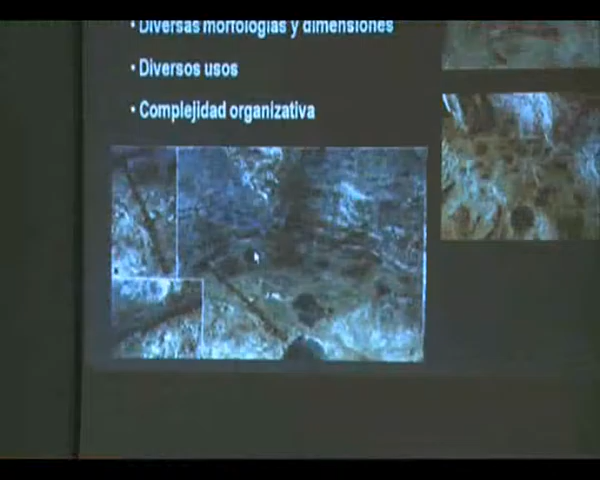 • Diversas morfologías y dimensiones
• Diversos usos
• Complejidad organizativa